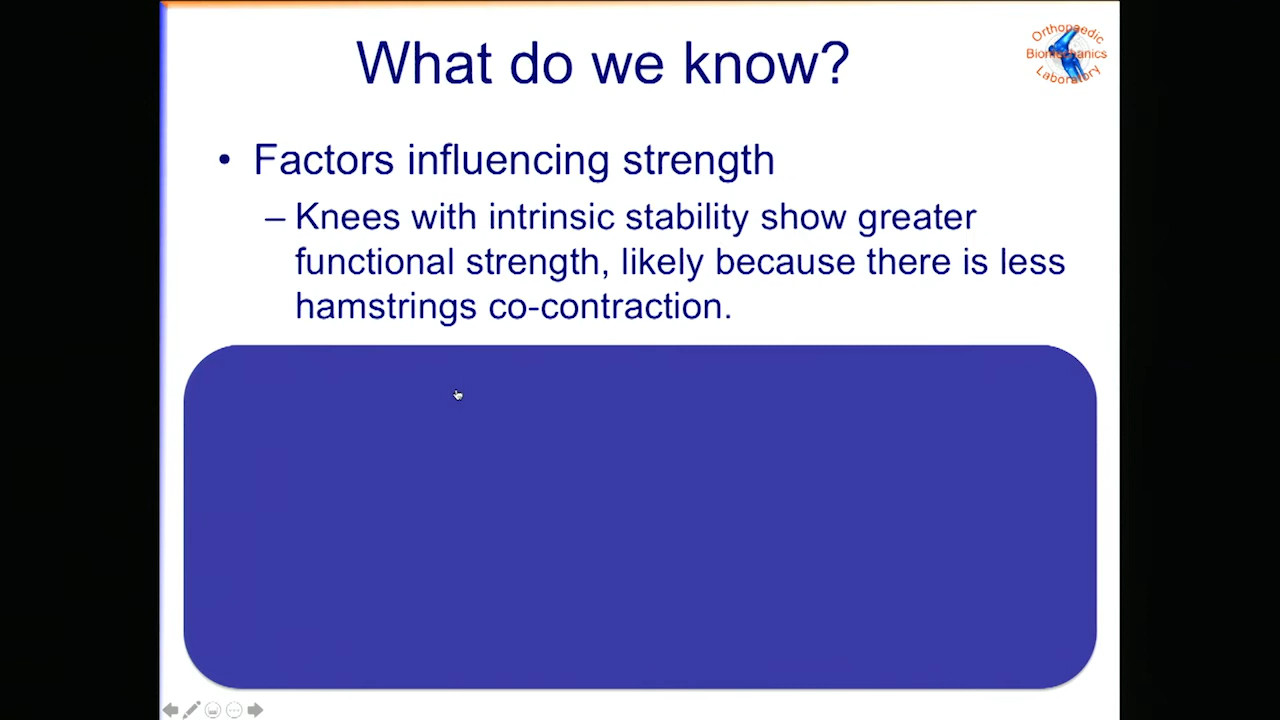 What do we know?
Orthopaedic
Biomechanics
Laboratory
• Factors influencing strength
– Knees with intrinsic stability show greater
functional strength, likely because there is less
hamstrings co-contraction.